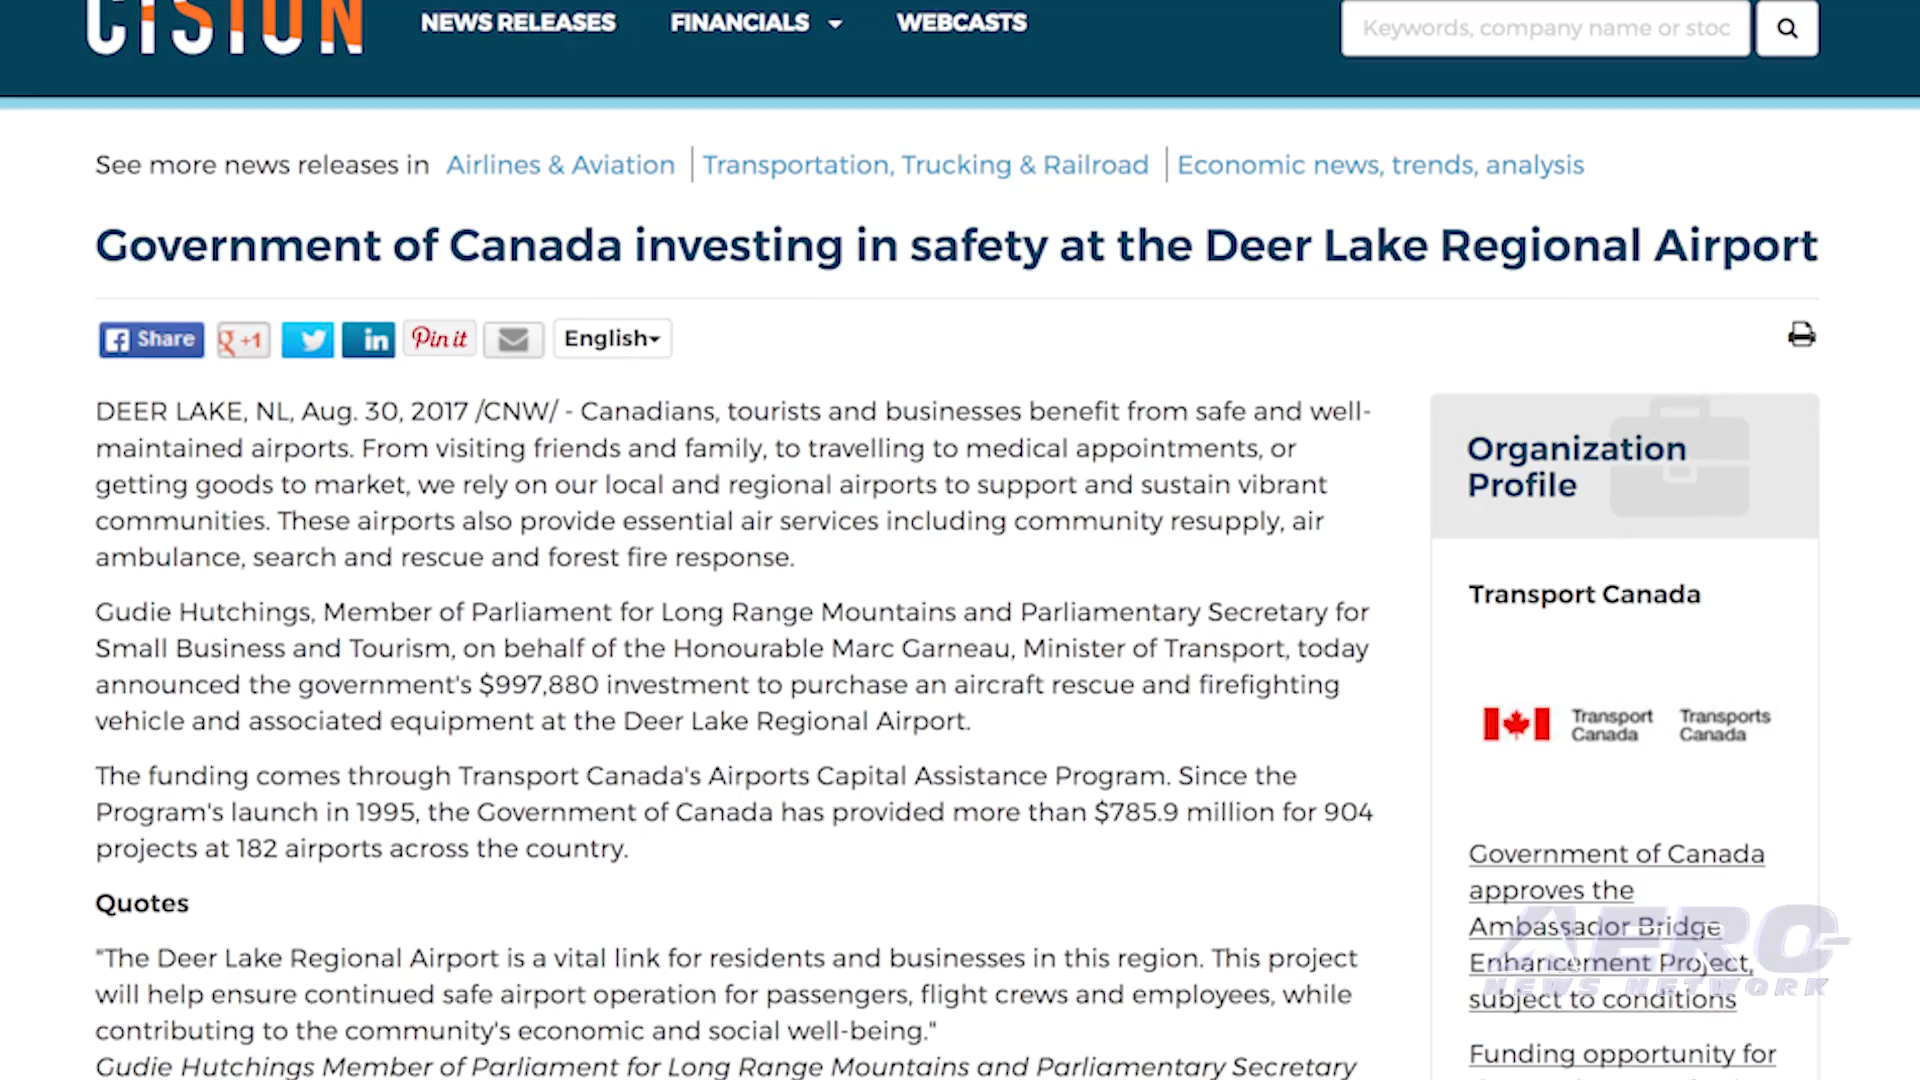 CISION
NEWS RELEASES
FINANCIALS
WEBCASTS
Keywords, company name or stoc
See more news releases in Airlines & Aviation | Transportation, Trucking & Railroad | Economic news, trends, analysis
Government of Canada investing in safety at the Deer Lake Regional Airport
Share
+1
in
Pin it
English
DEER LAKE, NL, Aug. 30, 2017 /CNW/ - Canadians, tourists and businesses benefit from safe and well-
maintained airports. From visiting friends and family, to travelling to medical appointments, or
getting goods to market, we rely on our local and regional airports to support and sustain vibrant
communities. These airports also provide essential air services including community resupply, air
ambulance, search and rescue and forest fire response.
Gudie Hutchings, Member of Parliament for Long Range Mountains and Parliamentary Secretary for
Small Business and Tourism, on behalf of the Honourable Marc Garneau, Minister of Transport, today
announced the government's $997,880 investment to purchase an aircraft rescue and firefighting
vehicle and associated equipment at the Deer Lake Regional Airport.
The funding comes through Transport Canada's Airports Capital Assistance Program. Since the
Program's launch in 1995, the Government of Canada has provided more than $785.9 million for 904
projects at 182 airports across the country.
Quotes
"The Deer Lake Regional Airport is a vital link for residents and businesses in this region. This project
will help ensure continued safe airport operation for passengers, flight crews and employees, while
contributing to the community's economic and social well-being."
Gudie Hutchings Member of Parliament for Long Range Mountains and Parliamentary Secretary
Organization
Profile
Transport Canada
Transport Canada
Transports Canada
Government of Canada
approves the
Ambassador Bridge
Enhancement Project,
subject to conditions
Funding opportunity for
AERO
NEWS NETWORK